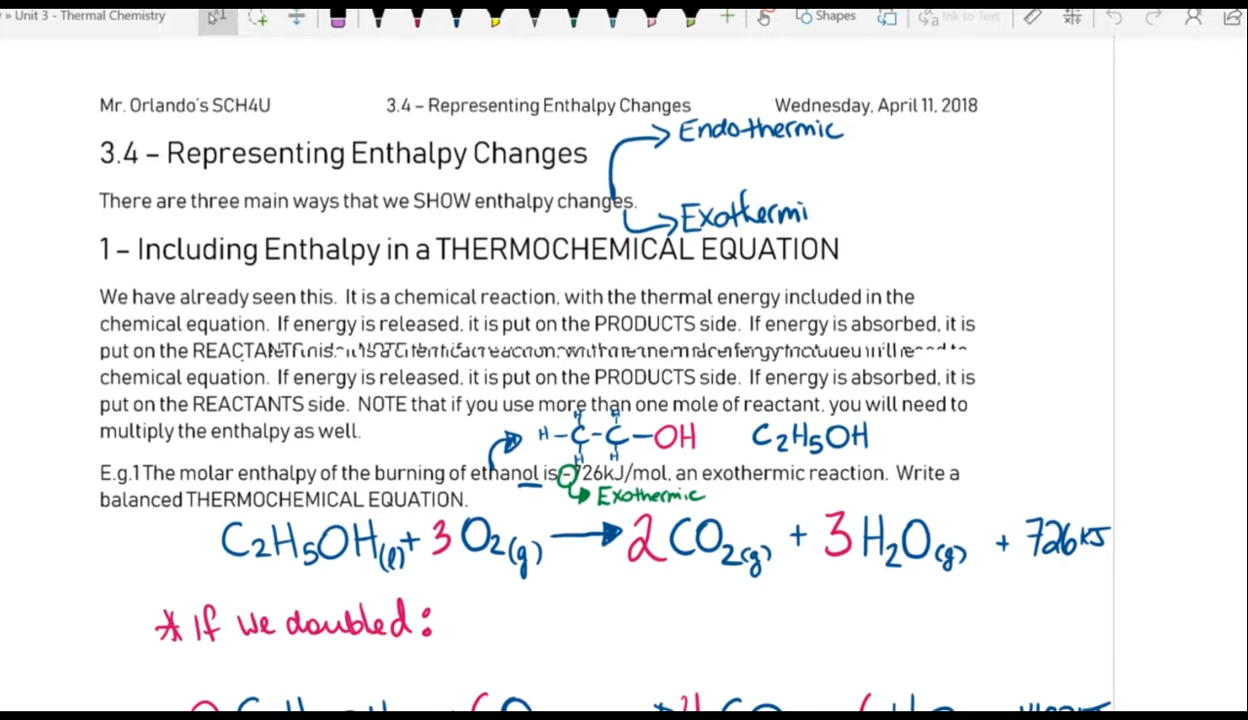 » Unit 3 - Thermal Chemistry
Shapes
Ink to Text
Mr. Orlando's SCH4U 3.4 – Representing Enthalpy Changes Wednesday, April 11, 2018
Endothermic
3.4 – Representing Enthalpy Changes
There are three main ways that we SHOW enthalpy changes.
Exothermi
1 – Including Enthalpy in a THERMOCHEMICAL EQUATION
We have already seen this. It is a chemical reaction, with the thermal energy included in the
chemical equation. If energy is released, it is put on the PRODUCTS side. If energy is absorbed, it is
put on the
chemical equation. If energy is released, it is put on the PRODUCTS side. If energy is absorbed, it is
put on the REACTANTS side. NOTE that if you use more than one mole of reactant, you will need to
multiply the enthalpy as well.
H H
H-C-C-OH C2H5OH
H H
E.g.1 The molar enthalpy of the burning of ethanol is -726kJ/mol, an exothermic reaction. Write a
balanced THERMOCHEMICAL EQUATION.
Exothermic
C2H5OH(l) + 3O2(g) → 2CO2(g) + 3H2O(g) + 726kJ
* If we doubled: